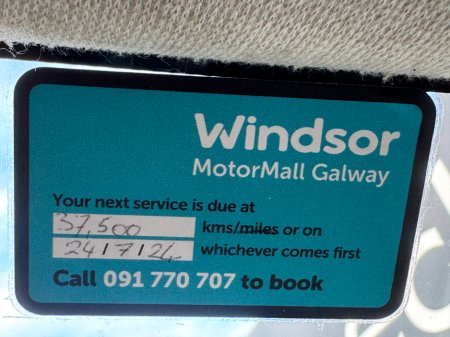 Windsor
MotorMall Galway
Your next service is due at
37,500 kms/miles or on
24/7/24 whichever comes first
Call 091 770 707 to book